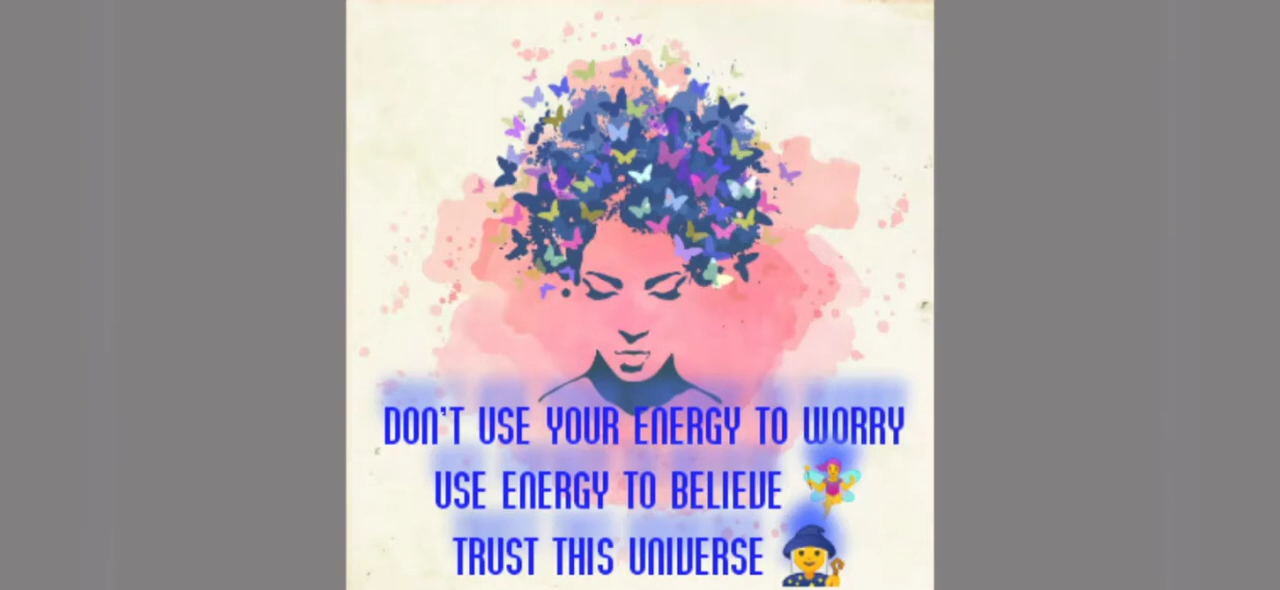 DON'T USE YOUR ENERGY TO WORRY
USE ENERGY TO BELIEVE 🧚
TRUST THIS UNIVERSE 🧙